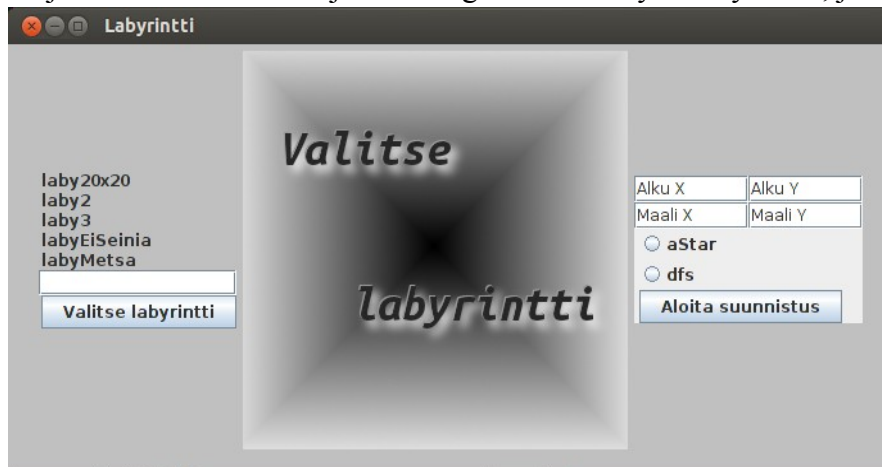 Labyrintti
laby20x20
laby2
laby3
labyEiSeinia
labyMetsa
Valitse labyrintti
Valitse
labyrintti
Alku X Alku Y
Maali X Maali Y
aStar
dfs
Aloita suunnistus